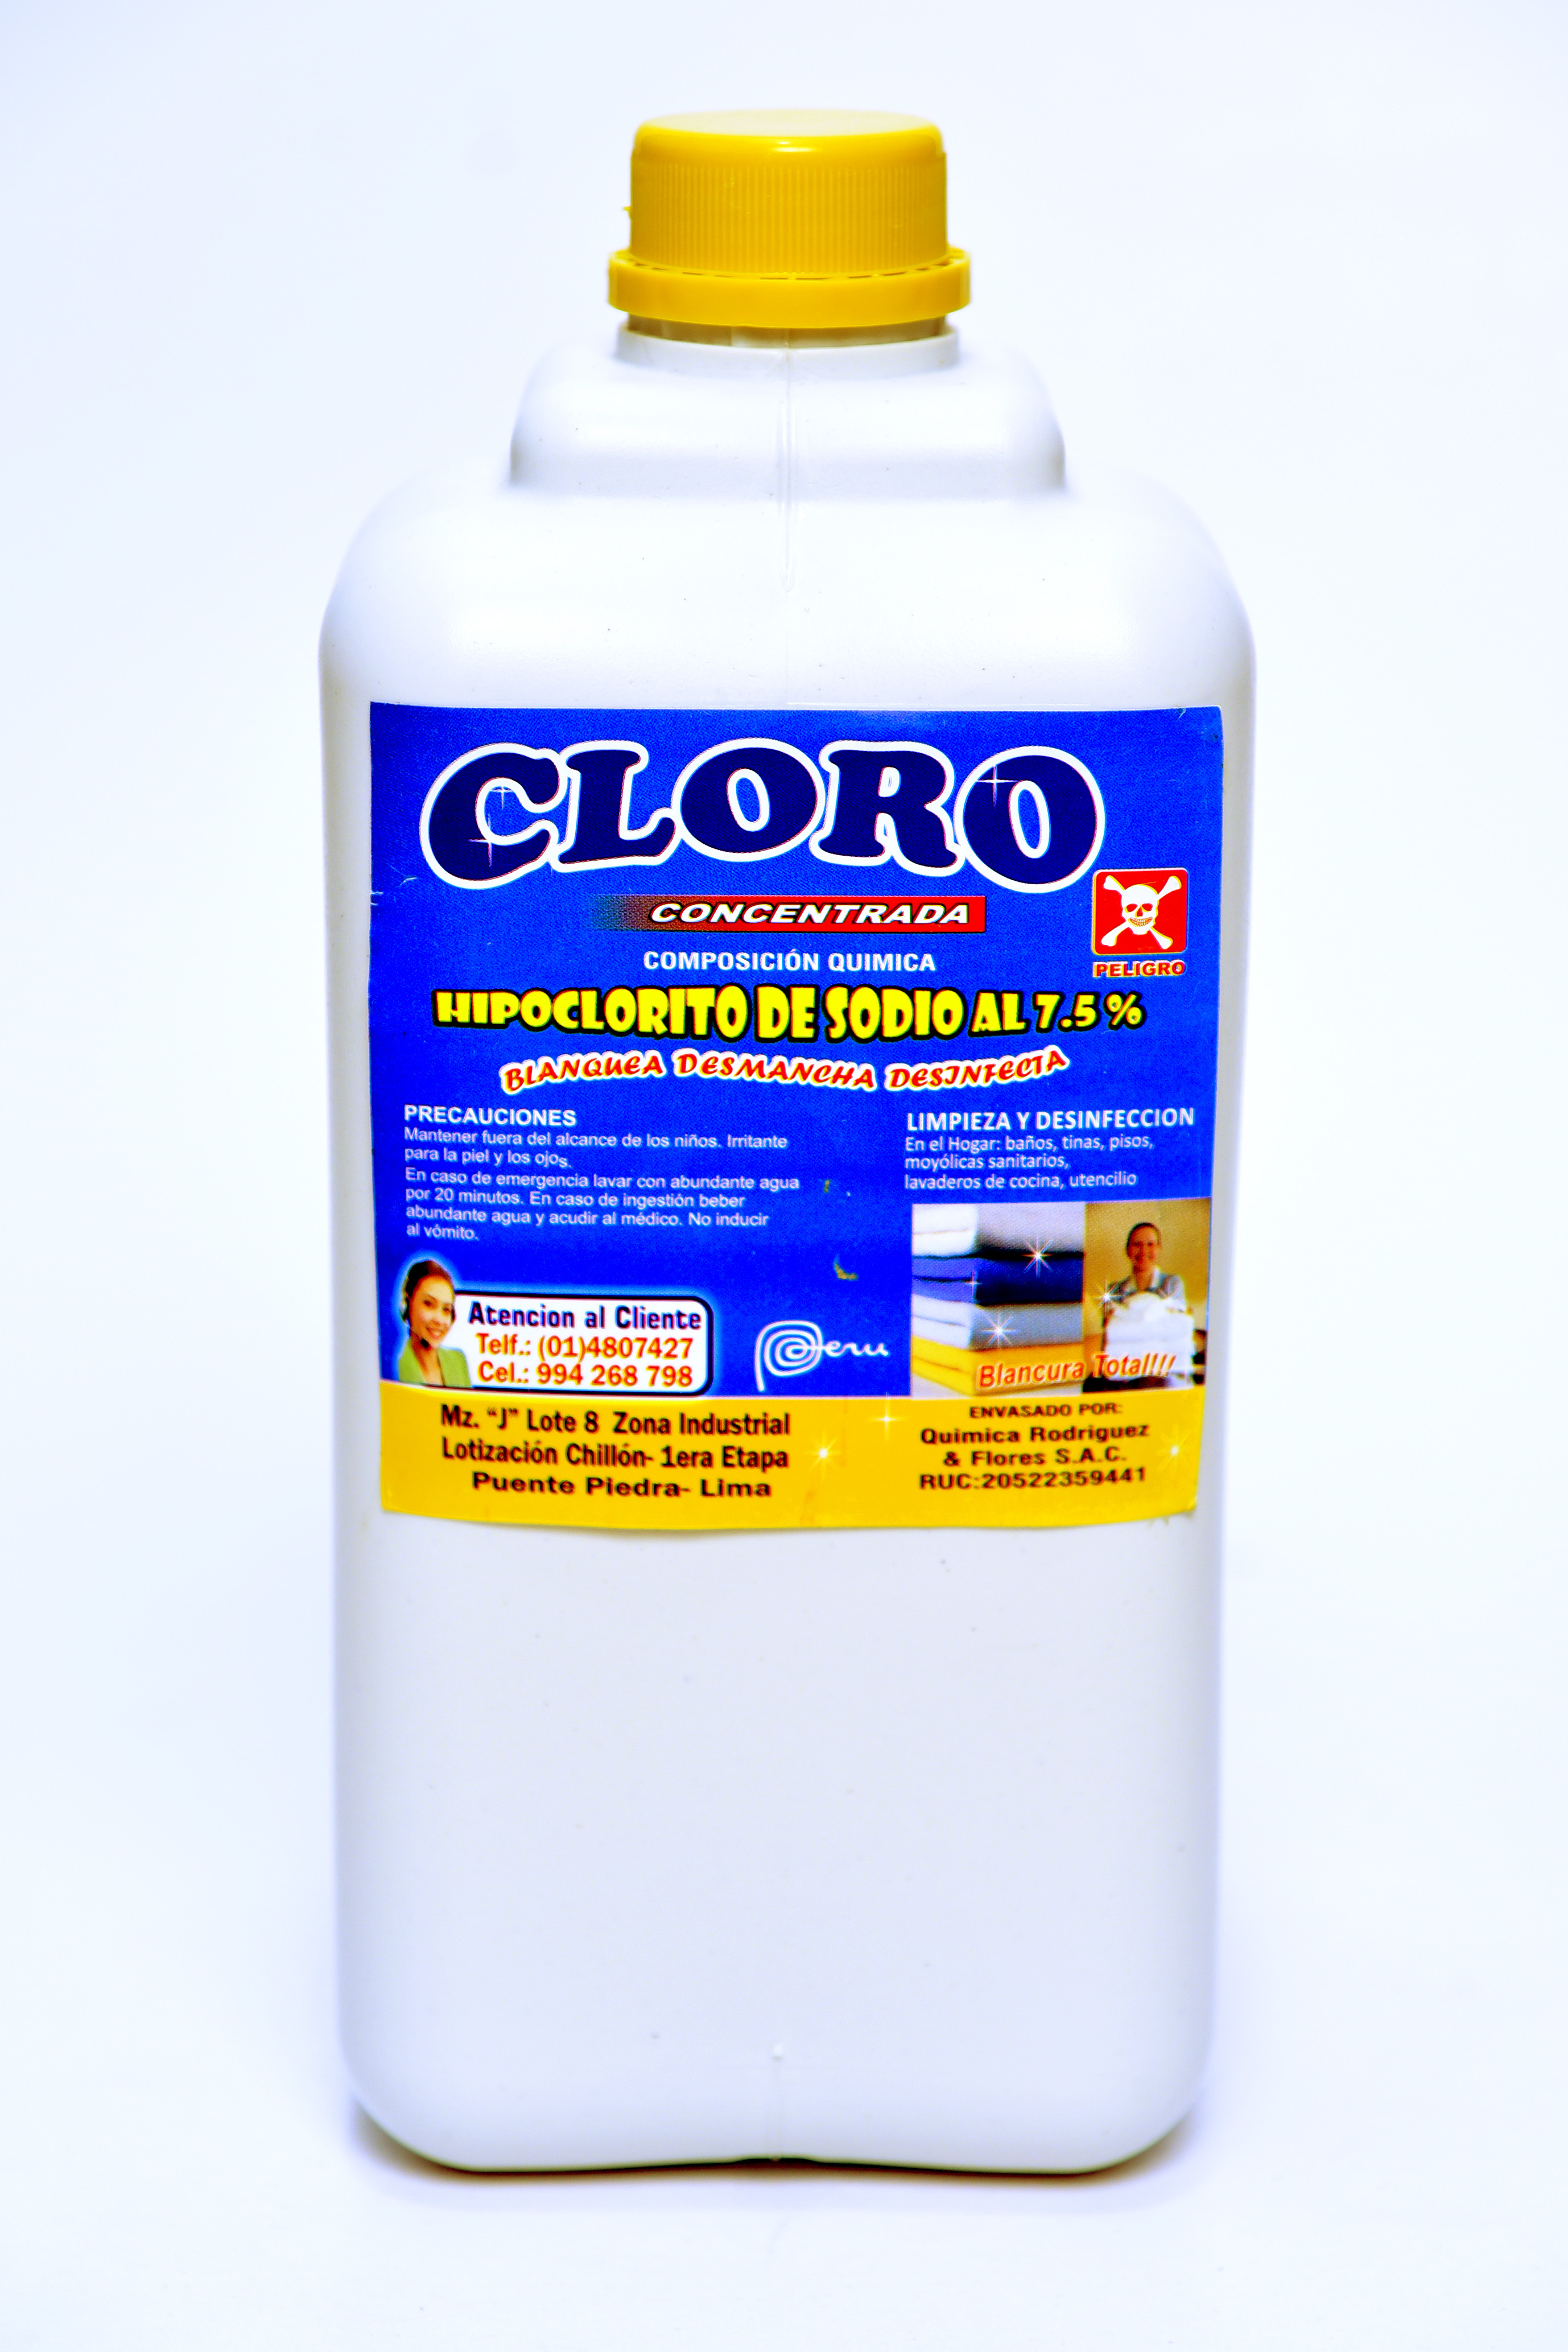 CLORO
CONCENTRADA
PELIGRO
COMPOSICIÓN QUIMICA
HIPOCLORITO DE SODIO AL 7.5 %
BLANQUEA DESMANCHA DESINFECTA
PRECAUCIONES
Mantener fuera del alcance de los niños. Irritante
para la piel y los ojos.
En caso de emergencia lavar con abundante agua
por 20 minutos. En caso de ingestión beber
abundante agua y acudir al médico. No inducir
al vómito.
LIMPIEZA Y DESINFECCION
En el Hogar: baños, tinas, pisos,
moyólicas sanitarios,
lavaderos de cocina, utencilio
Atencion al Cliente
Telf.: (01)4807427
Cel.: 994 268 798
Peru
Blancura Total!!!
Mz. “J” Lote 8 Zona Industrial
Lotización Chillón- 1era Etapa
Puente Piedra- Lima
ENVASADO POR:
Quimica Rodriguez
& Flores S.A.C.
RUC:20522359441